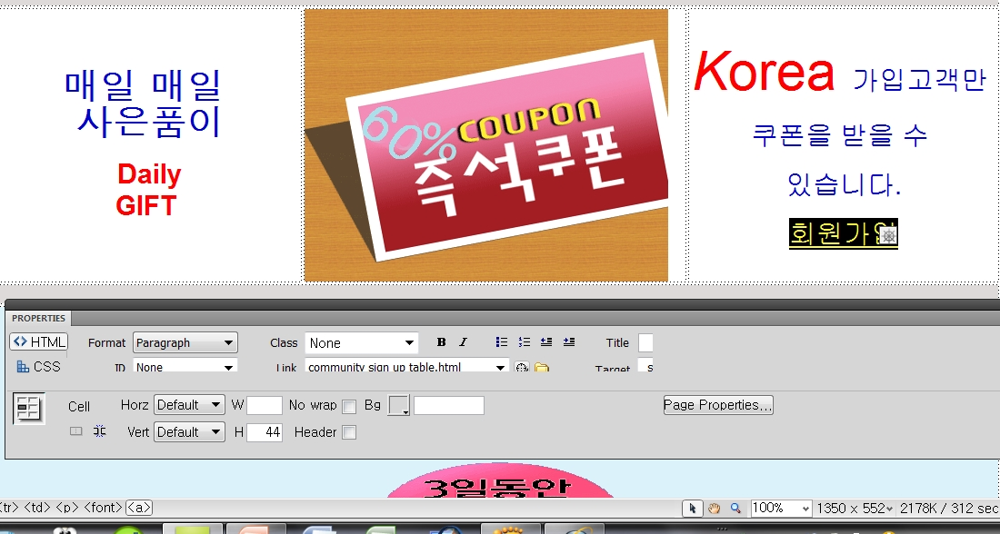 매일 매일
사은품이
Daily
GIFT
60% COUPON
즉석쿠폰
Korea 가입고객만
쿠폰을 받을 수
있습니다.
회원가입
PROPERTIES
<> HTML Format Paragraph Class None B I Title
CSS ID None Link community sign up table.html Target
Cell Horz Default W No wrap Bg Page Properties...
Vert Default H 44 Header
3일동안
<tr> <td> <p> <font> <a> 100% 1350 x 552 2178K / 312 sec